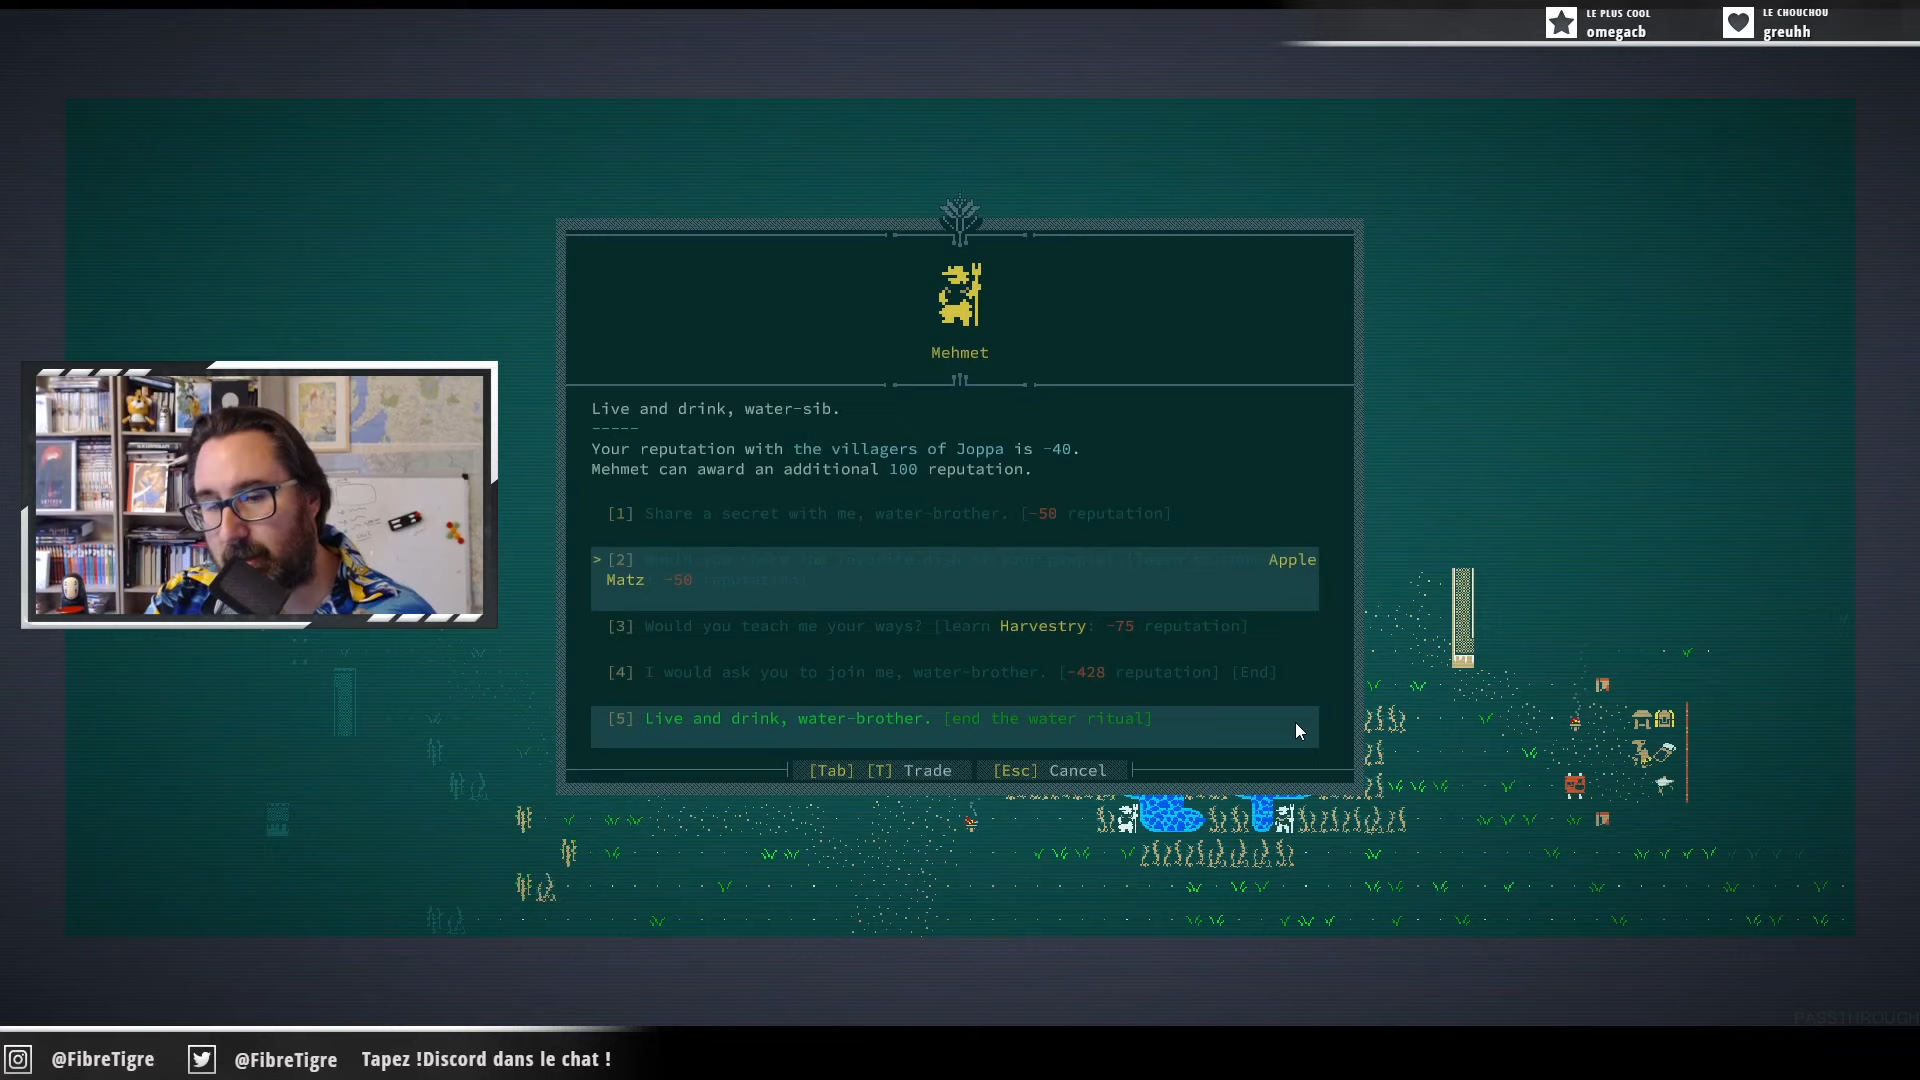 LE PLUS COOL
omegacb
LE CHOUCHOU
greuhh
Mehmet
Live and drink, water-sib.
-----
Your reputation with the villagers of Joppa is -40.
Mehmet can award an additional 100 reputation.
[1] Share a secret with me, water-brother. [-50 reputation]
> [2] Apple
Matz -50 reputation]
[3] Would you teach me your ways? [learn Harvestry: -75 reputation]
[4] I would ask you to join me, water-brother. [-428 reputation] [End]
[5] Live and drink, water-brother. [end the water ritual]
[Tab] [T] Trade [Esc] Cancel
PASSTHROUGH
@FibreTigre @FibreTigre Tapez !Discord dans le chat !